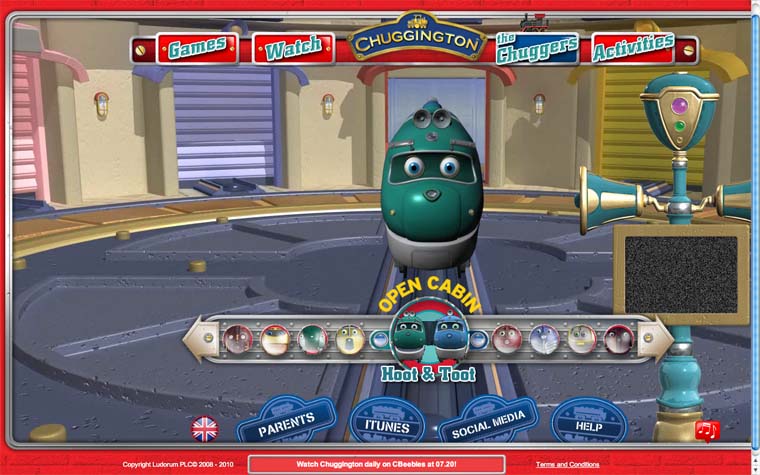 Games
Watch
CHUGGINGTON
the Chuggers
Activities
OPEN CABIN
Hoot & Toot
PARENTS
ITUNES
SOCIAL MEDIA
HELP
Copyright Ludorum PLC© 2008 - 2010
Watch Chuggington daily on CBeebies at 07.20!
Terms and Conditions